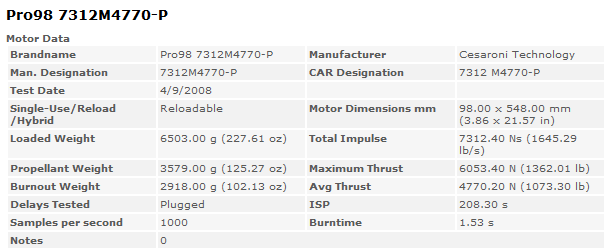 Pro98 7312M4770-P
Motor Data
Brandname Pro98 7312M4770-P Manufacturer Cesaroni Technology
Man. Designation 7312M4770-P CAR Designation 7312 M4770-P
Test Date 4/9/2008
Single-Use/Reload Reloadable Motor Dimensions mm 98.00 x 548.00 mm
/Hybrid (3.86 x 21.57 in)
Loaded Weight 6503.00 g (227.61 oz) Total Impulse 7312.40 Ns (1645.29
lb/s)
Propellant Weight 3579.00 g (125.27 oz) Maximum Thrust 6053.40 N (1362.01 lb)
Burnout Weight 2918.00 g (102.13 oz) Avg Thrust 4770.20 N (1073.30 lb)
Delays Tested Plugged ISP 208.30 s
Samples per second 1000 Burntime 1.53 s
Notes 0